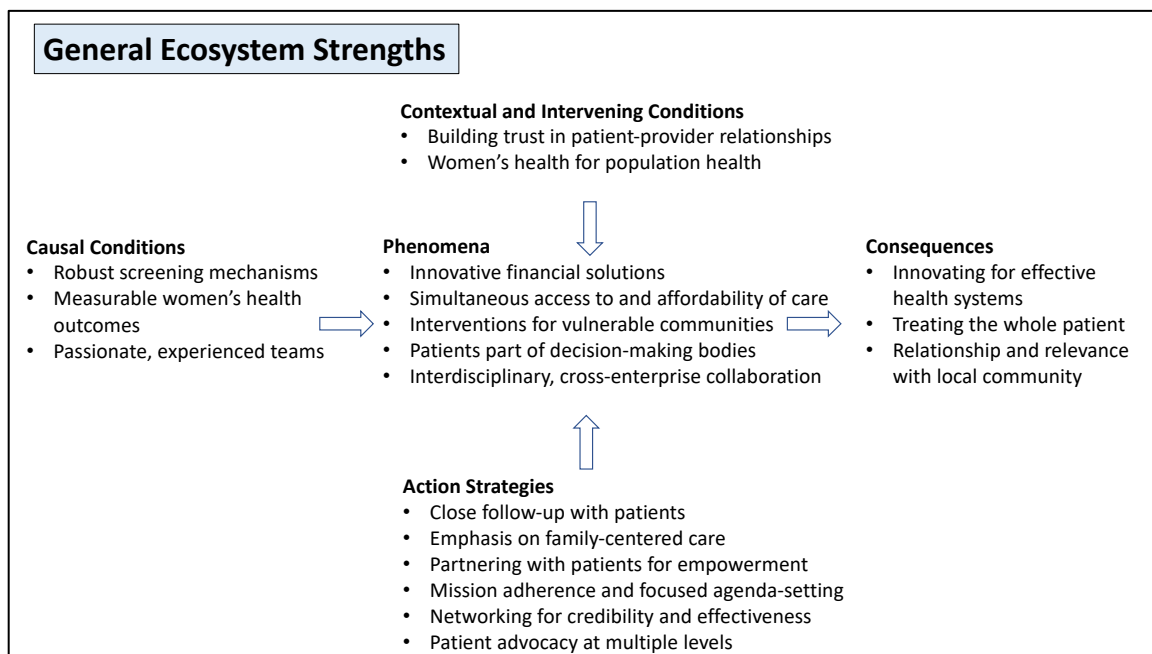 General Ecosystem Strengths
Contextual and Intervening Conditions
• Building trust in patient-provider relationships
• Women’s health for population health
Causal Conditions
• Robust screening mechanisms
• Measurable women’s health
outcomes
• Passionate, experienced teams
Phenomena
• Innovative financial solutions
• Simultaneous access to and affordability of care
• Interventions for vulnerable communities
• Patients part of decision-making bodies
• Interdisciplinary, cross-enterprise collaboration
Consequences
• Innovating for effective
health systems
• Treating the whole patient
• Relationship and relevance
with local community
Action Strategies
• Close follow-up with patients
• Emphasis on family-centered care
• Partnering with patients for empowerment
• Mission adherence and focused agenda-setting
• Networking for credibility and effectiveness
• Patient advocacy at multiple levels